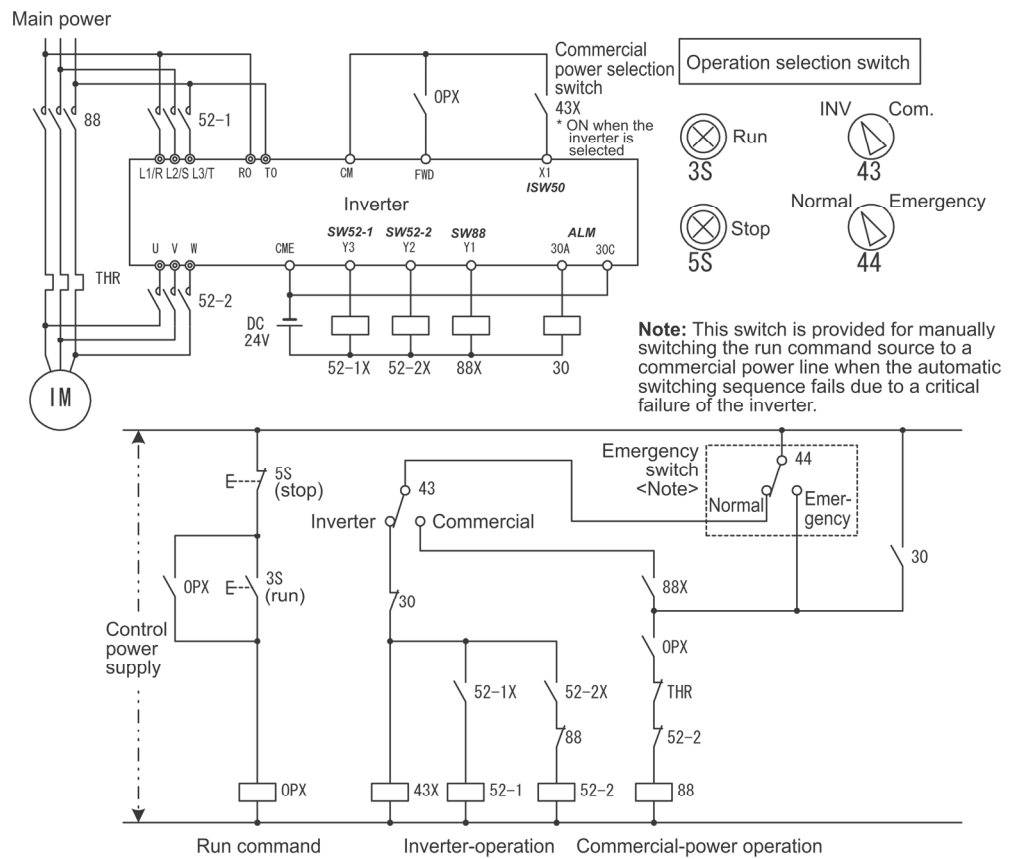 Main power
88
52-1
Commercial
power selection
switch
OPX
43X
* ON when the
inverter is
selected
Operation selection switch
Run
3S
INV
Com.
43
Stop
5S
Normal
Emergency
44
L1/R L2/S L3/T
R0
T0
CM
FWD
X1
ISW50
Inverter
SW52-1
SW52-2
SW88
ALM
U
V
W
CME
Y3
Y2
Y1
30A
30C
THR
52-2
DC
24V
52-1X
52-2X
88X
30
IM
Note: This switch is provided for manually
switching the run command source to a
commercial power line when the automatic
switching sequence fails due to a critical
failure of the inverter.
5S
(stop)
43
Inverter
Commercial
Emergency
switch
<Note>
44
Normal
Emer-
gency
OPX
3S
(run)
30
88X
30
Control
power
supply
OPX
52-1X
52-2X
THR
88
52-2
OPX
43X
52-1
52-2
88
Run command
Inverter-operation
Commercial-power operation